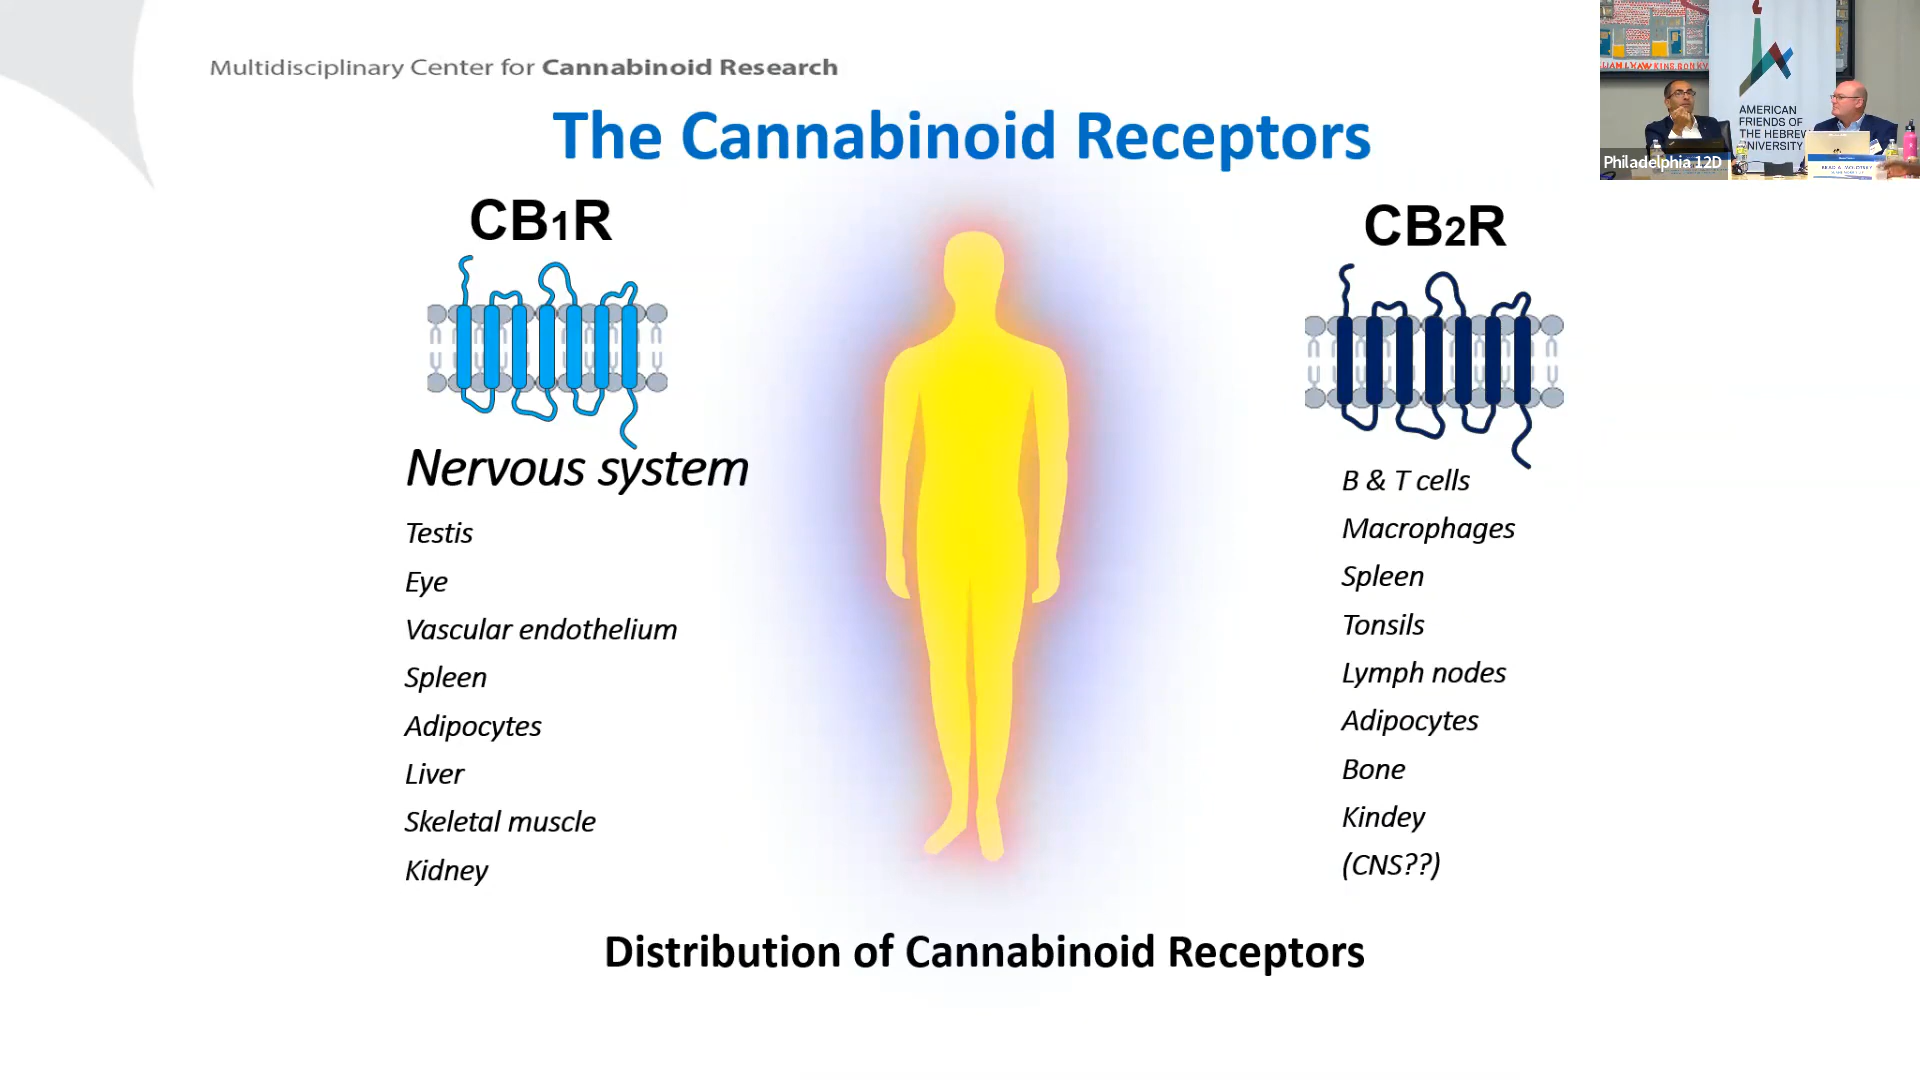 Multidisciplinary Center for Cannabinoid Research
The Cannabinoid Receptors
CB1R
Nervous system
Testis
Eye
Vascular endothelium
Spleen
Adipocytes
Liver
Skeletal muscle
Kidney
CB2R
B & T cells
Macrophages
Spleen
Tonsils
Lymph nodes
Adipocytes
Bone
Kindey
(CNS??)
Distribution of Cannabinoid Receptors
AMERICAN
FRIENDS OF
THE HEBREW
UNIVERSITY
Philadelphia 12D